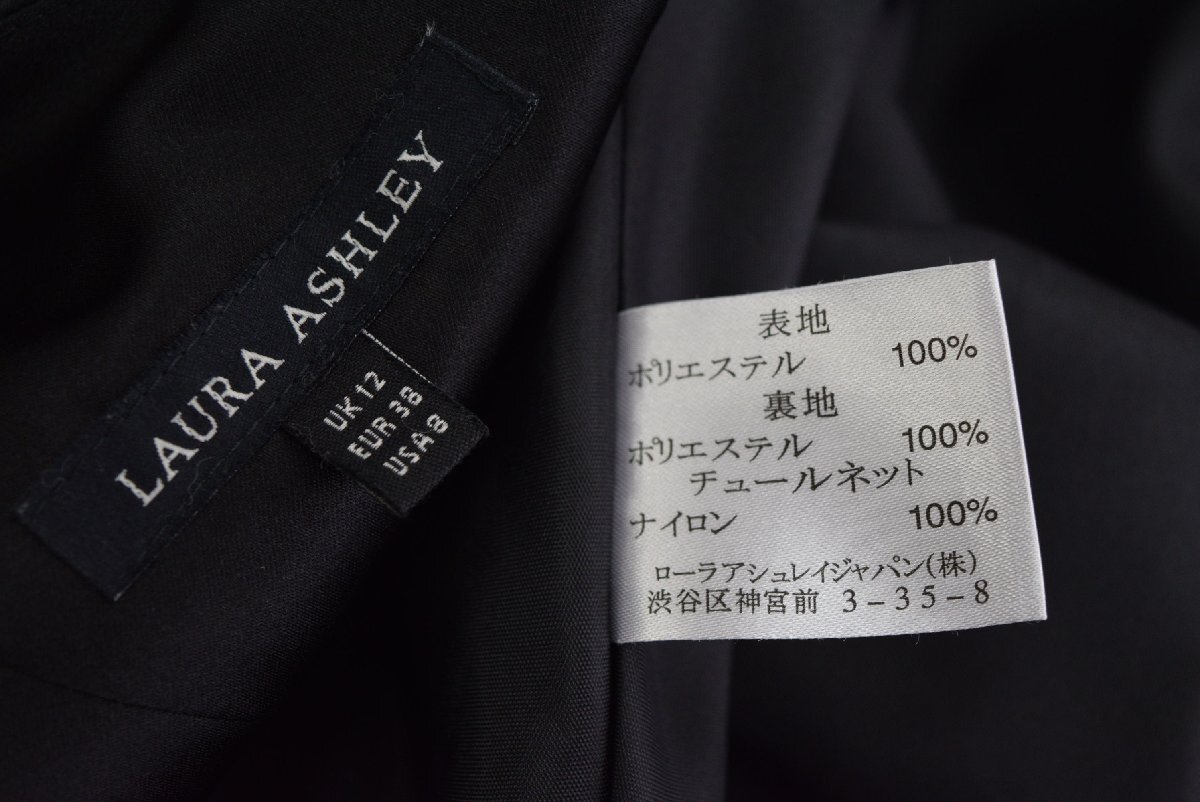 LAURA ASHLEY
UK 12
EUR 38
USA 8
表地
ポリエステル 100%
裏地
ポリエステル 100%
チュールネット
ナイロン 100%
ローラアシュレイジャパン(株)
渋谷区神宮前 3-35-8